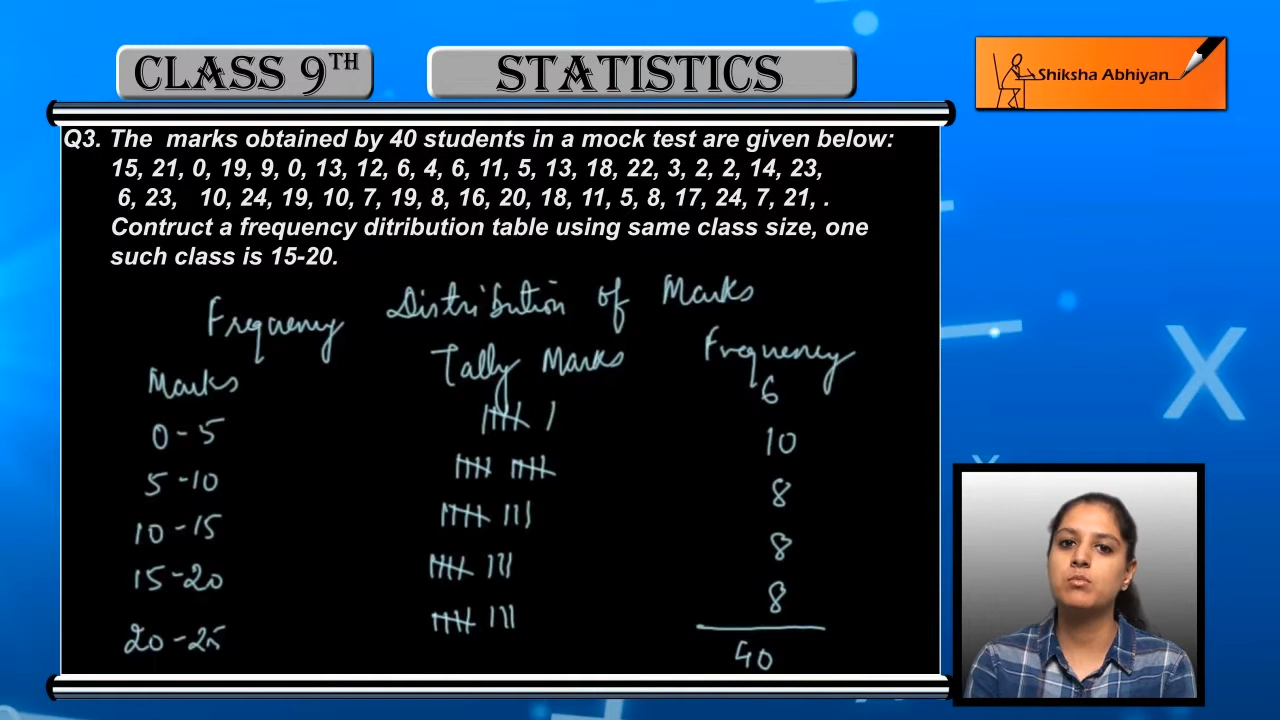 CLASS 9TH
STATISTICS
Shiksha Abhiyan
Q3. The marks obtained by 40 students in a mock test are given below:
15, 21, 0, 19, 9, 0, 13, 12, 6, 4, 6, 11, 5, 13, 18, 22, 3, 2, 2, 14, 23,
6, 23, 10, 24, 19, 10, 7, 19, 8, 16, 20, 18, 11, 5, 8, 17, 24, 7, 21, .
Contruct a frequency ditribution table using same class size, one
such class is 15-20.
Frequency Distribution of Marks
Marks Tally Marks Frequency
0-5 6
5-10 10
10-15 8
15-20 8
20-25 8
40
X